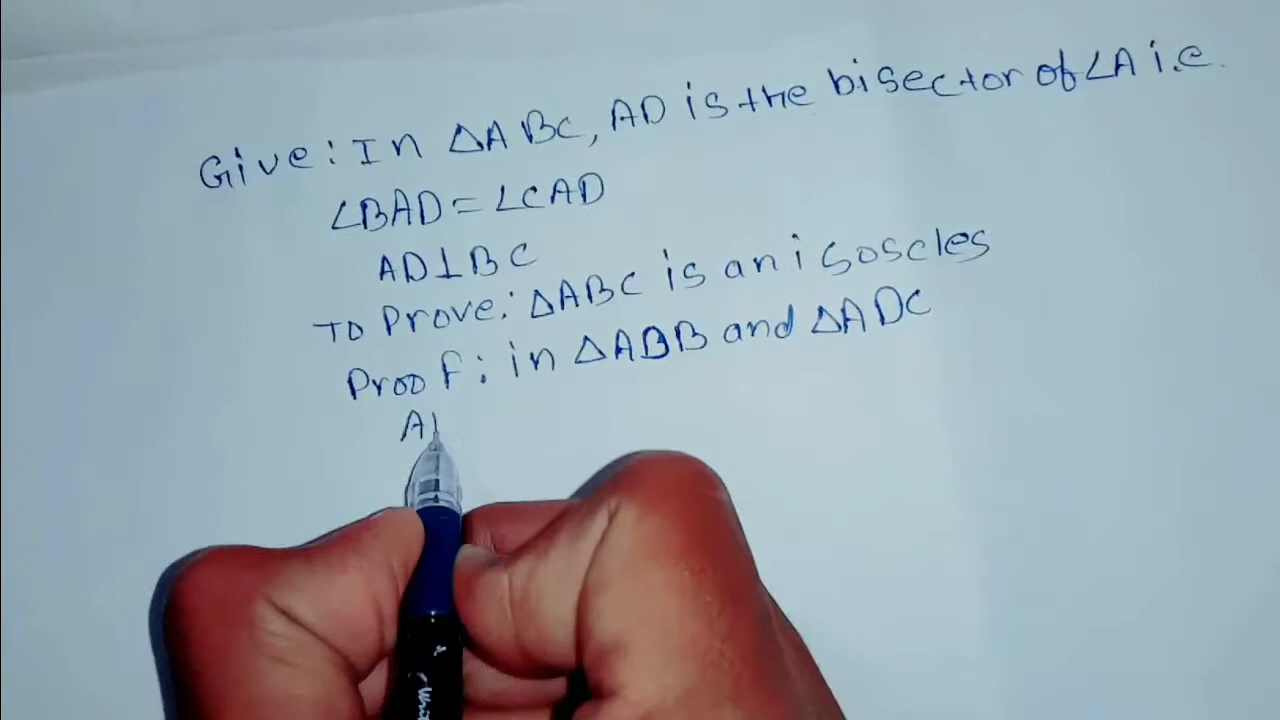 Give: In ΔABC, AD is the bisector of ∠A i.e.
∠BAD = ∠CAD
AD⊥BC
To Prove: ΔABC is an isoscles
Proof: in ΔADB and ΔADC
A